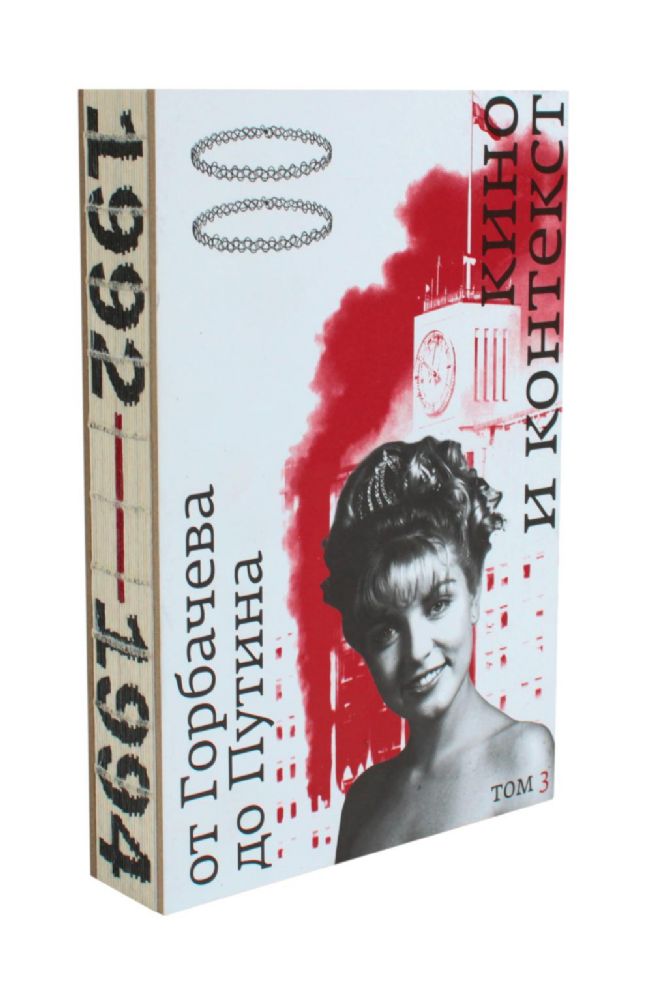 1992—1994
КИНО
И КОНТЕКСТ
от Горбачева
до Путина
ТОМ 3